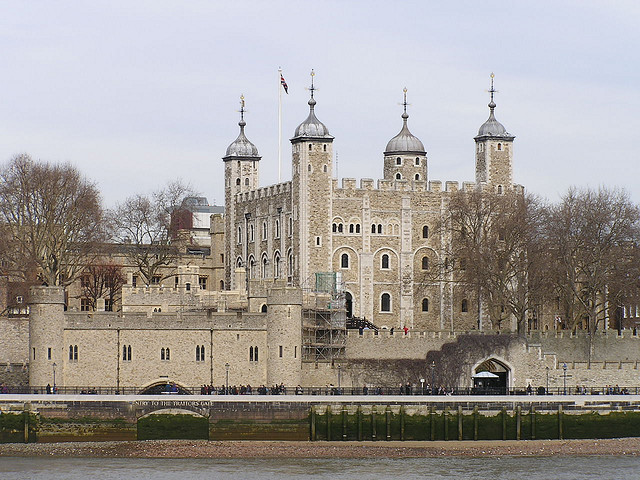 ENTRY TO THE TRAITORS GATE